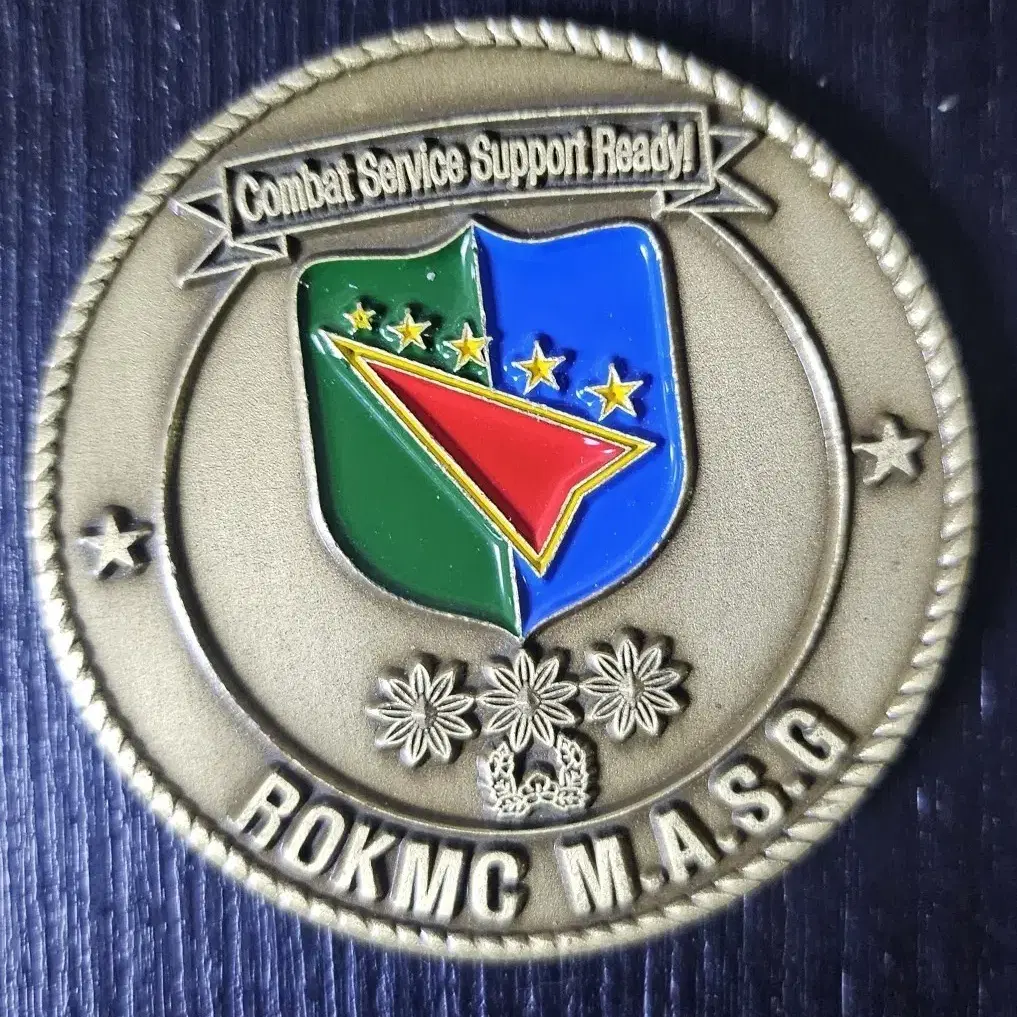 Combat Service Support Ready!
ROKMC M.A.S.G